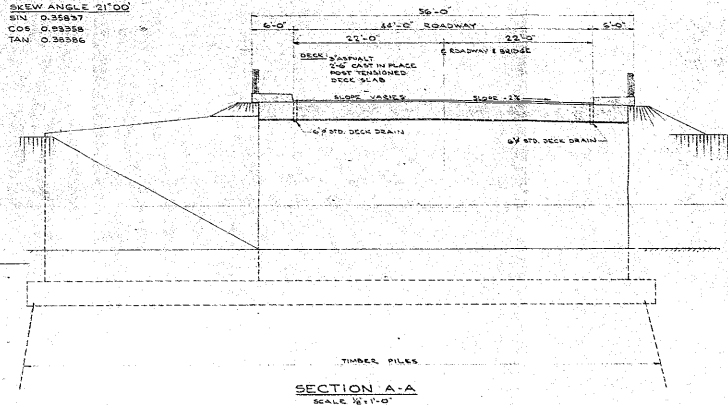 SKEW ANGLE 21°00'
SIN 0.35837
COS 0.93358
TAN 0.38386
56'-0"
6'-0" 44'-0" ROADWAY 6'-0"
22'-0" 22'-0"
℄ ROADWAY & BRIDGE
DECK: 3" ASPHALT
2'-6" CAST IN PLACE
POST TENSIONED
DECK SLAB
SLOPE VARIES SLOPE - 2%
6"ø STD. DECK DRAIN
6"ø STD. DECK DRAIN
TIMBER PILES
SECTION A-A
SCALE 1/8" = 1'-0"